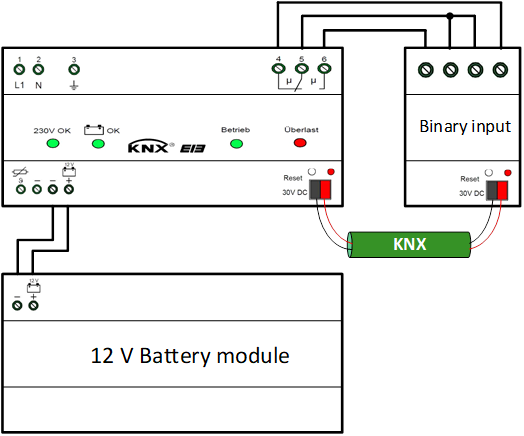 1 2 3 4 5 6
L1 N µ µ
Binary input
230V OK OK KNX® EIB Betrieb Überlast
12 V
Reset
30V DC
3 − − +
Reset
30V DC
KNX
12 V
− +
12 V Battery module